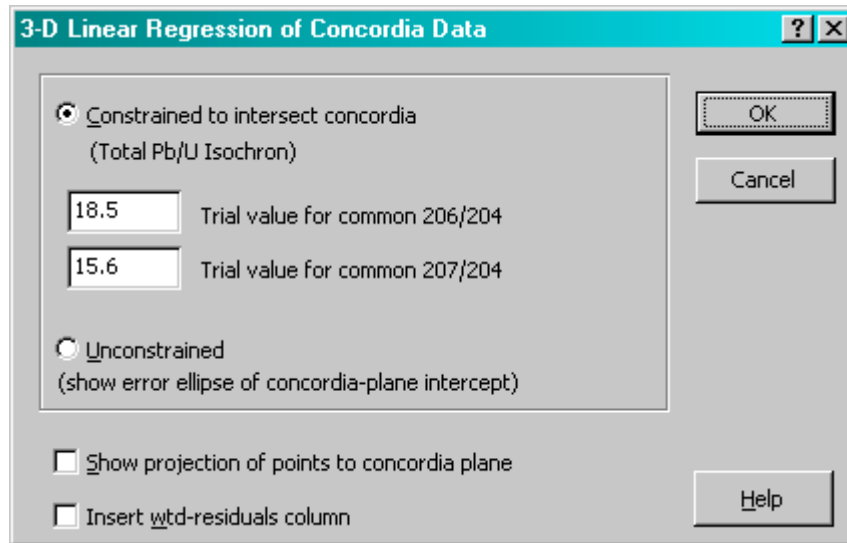 3-D Linear Regression of Concordia Data
Constrained to intersect concordia
(Total Pb/U Isochron)
18.5 Trial value for common 206/204
15.6 Trial value for common 207/204
Unconstrained
(show error ellipse of concordia-plane intercept)
Show projection of points to concordia plane
Insert wtd-residuals column
OK
Cancel
Help